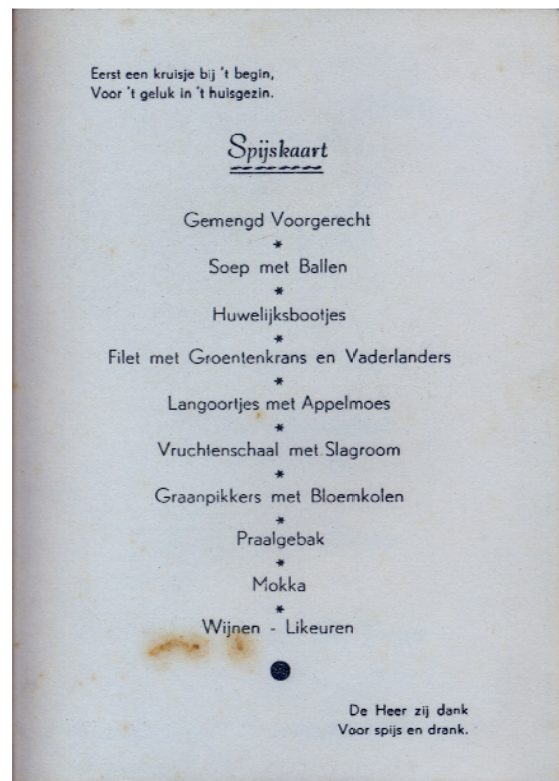 Eerst een kruisje bij 't begin,
Voor 't geluk in 't huisgezin.
Spijskaart
Gemengd Voorgerecht
*
Soep met Ballen
*
Huwelijksbootjes
*
Filet met Groentenkrans en Vaderlanders
*
Langoortjes met Appelmoes
*
Vruchtenschaal met Slagroom
*
Graanpikkers met Bloemkolen
*
Praalgebak
*
Mokka
*
Wijnen - Likeuren
De Heer zij dank
Voor spijs en drank.